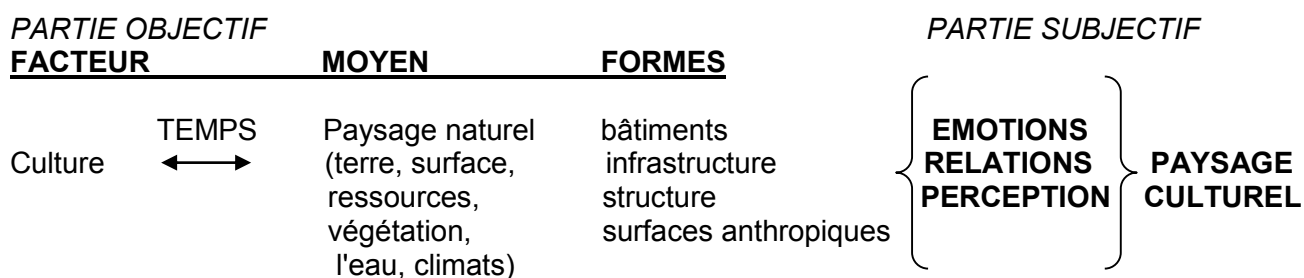 PARTIE OBJECTIF PARTIE SUBJECTIF
FACTEUR MOYEN FORMES
TEMPS Paysage naturel bâtiments EMOTIONS
Culture (terre, surface, infrastructure RELATIONS PAYSAGE
ressources, structure PERCEPTION CULTUREL
végétation, surfaces anthropiques
l'eau, climats)